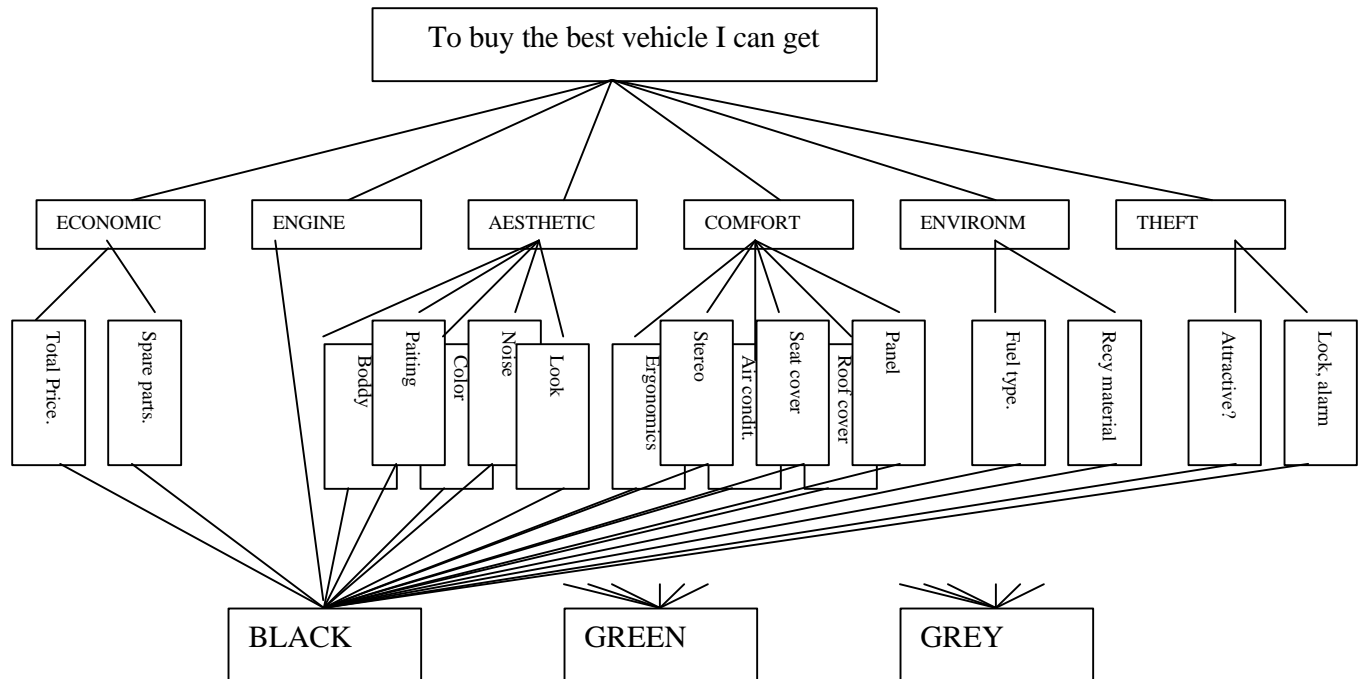 To buy the best vehicle I can get
ECONOMIC
ENGINE
AESTHETIC
COMFORT
ENVIRONM
THEFT
Total Price.
Spare parts.
Boddy
Paiting
Color
Noise
Look
Ergonomics
Stereo
Air condit.
Seat cover
Roof cover
Panel
Fuel type.
Recy material
Attractive?
Lock, alarm
BLACK
GREEN
GREY